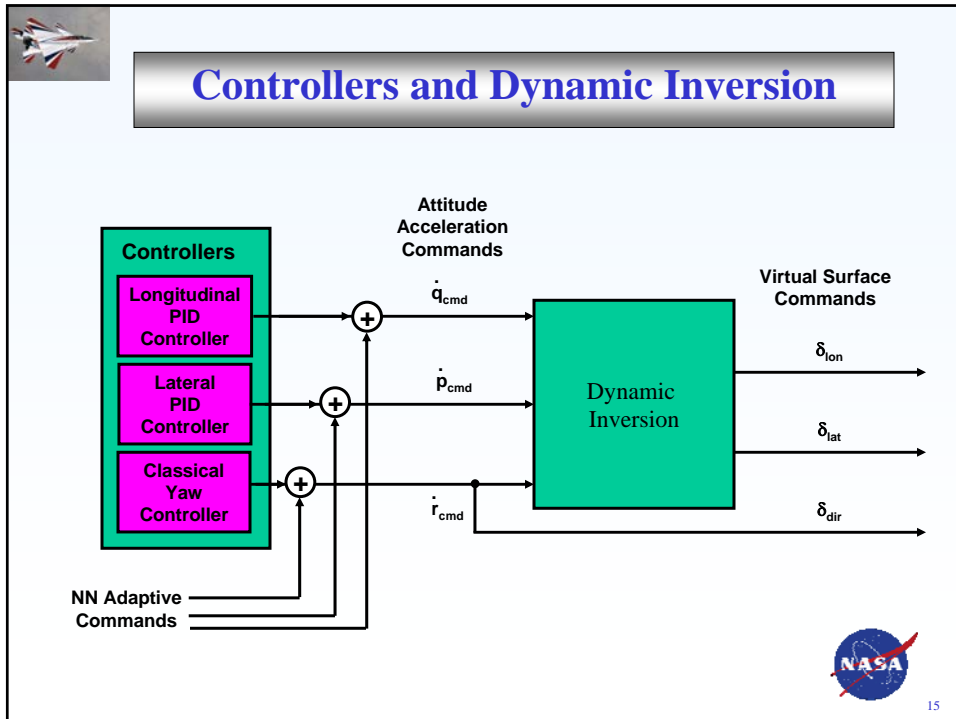 Controllers and Dynamic Inversion
Attitude
Acceleration
Commands
Controllers
Longitudinal
PID
Controller
Lateral
PID
Controller
Classical
Yaw
Controller
+
+
+
q̇cmd
ṗcmd
ṙcmd
Dynamic
Inversion
Virtual Surface
Commands
δlon
δlat
δdir
NN Adaptive
Commands
NASA
15